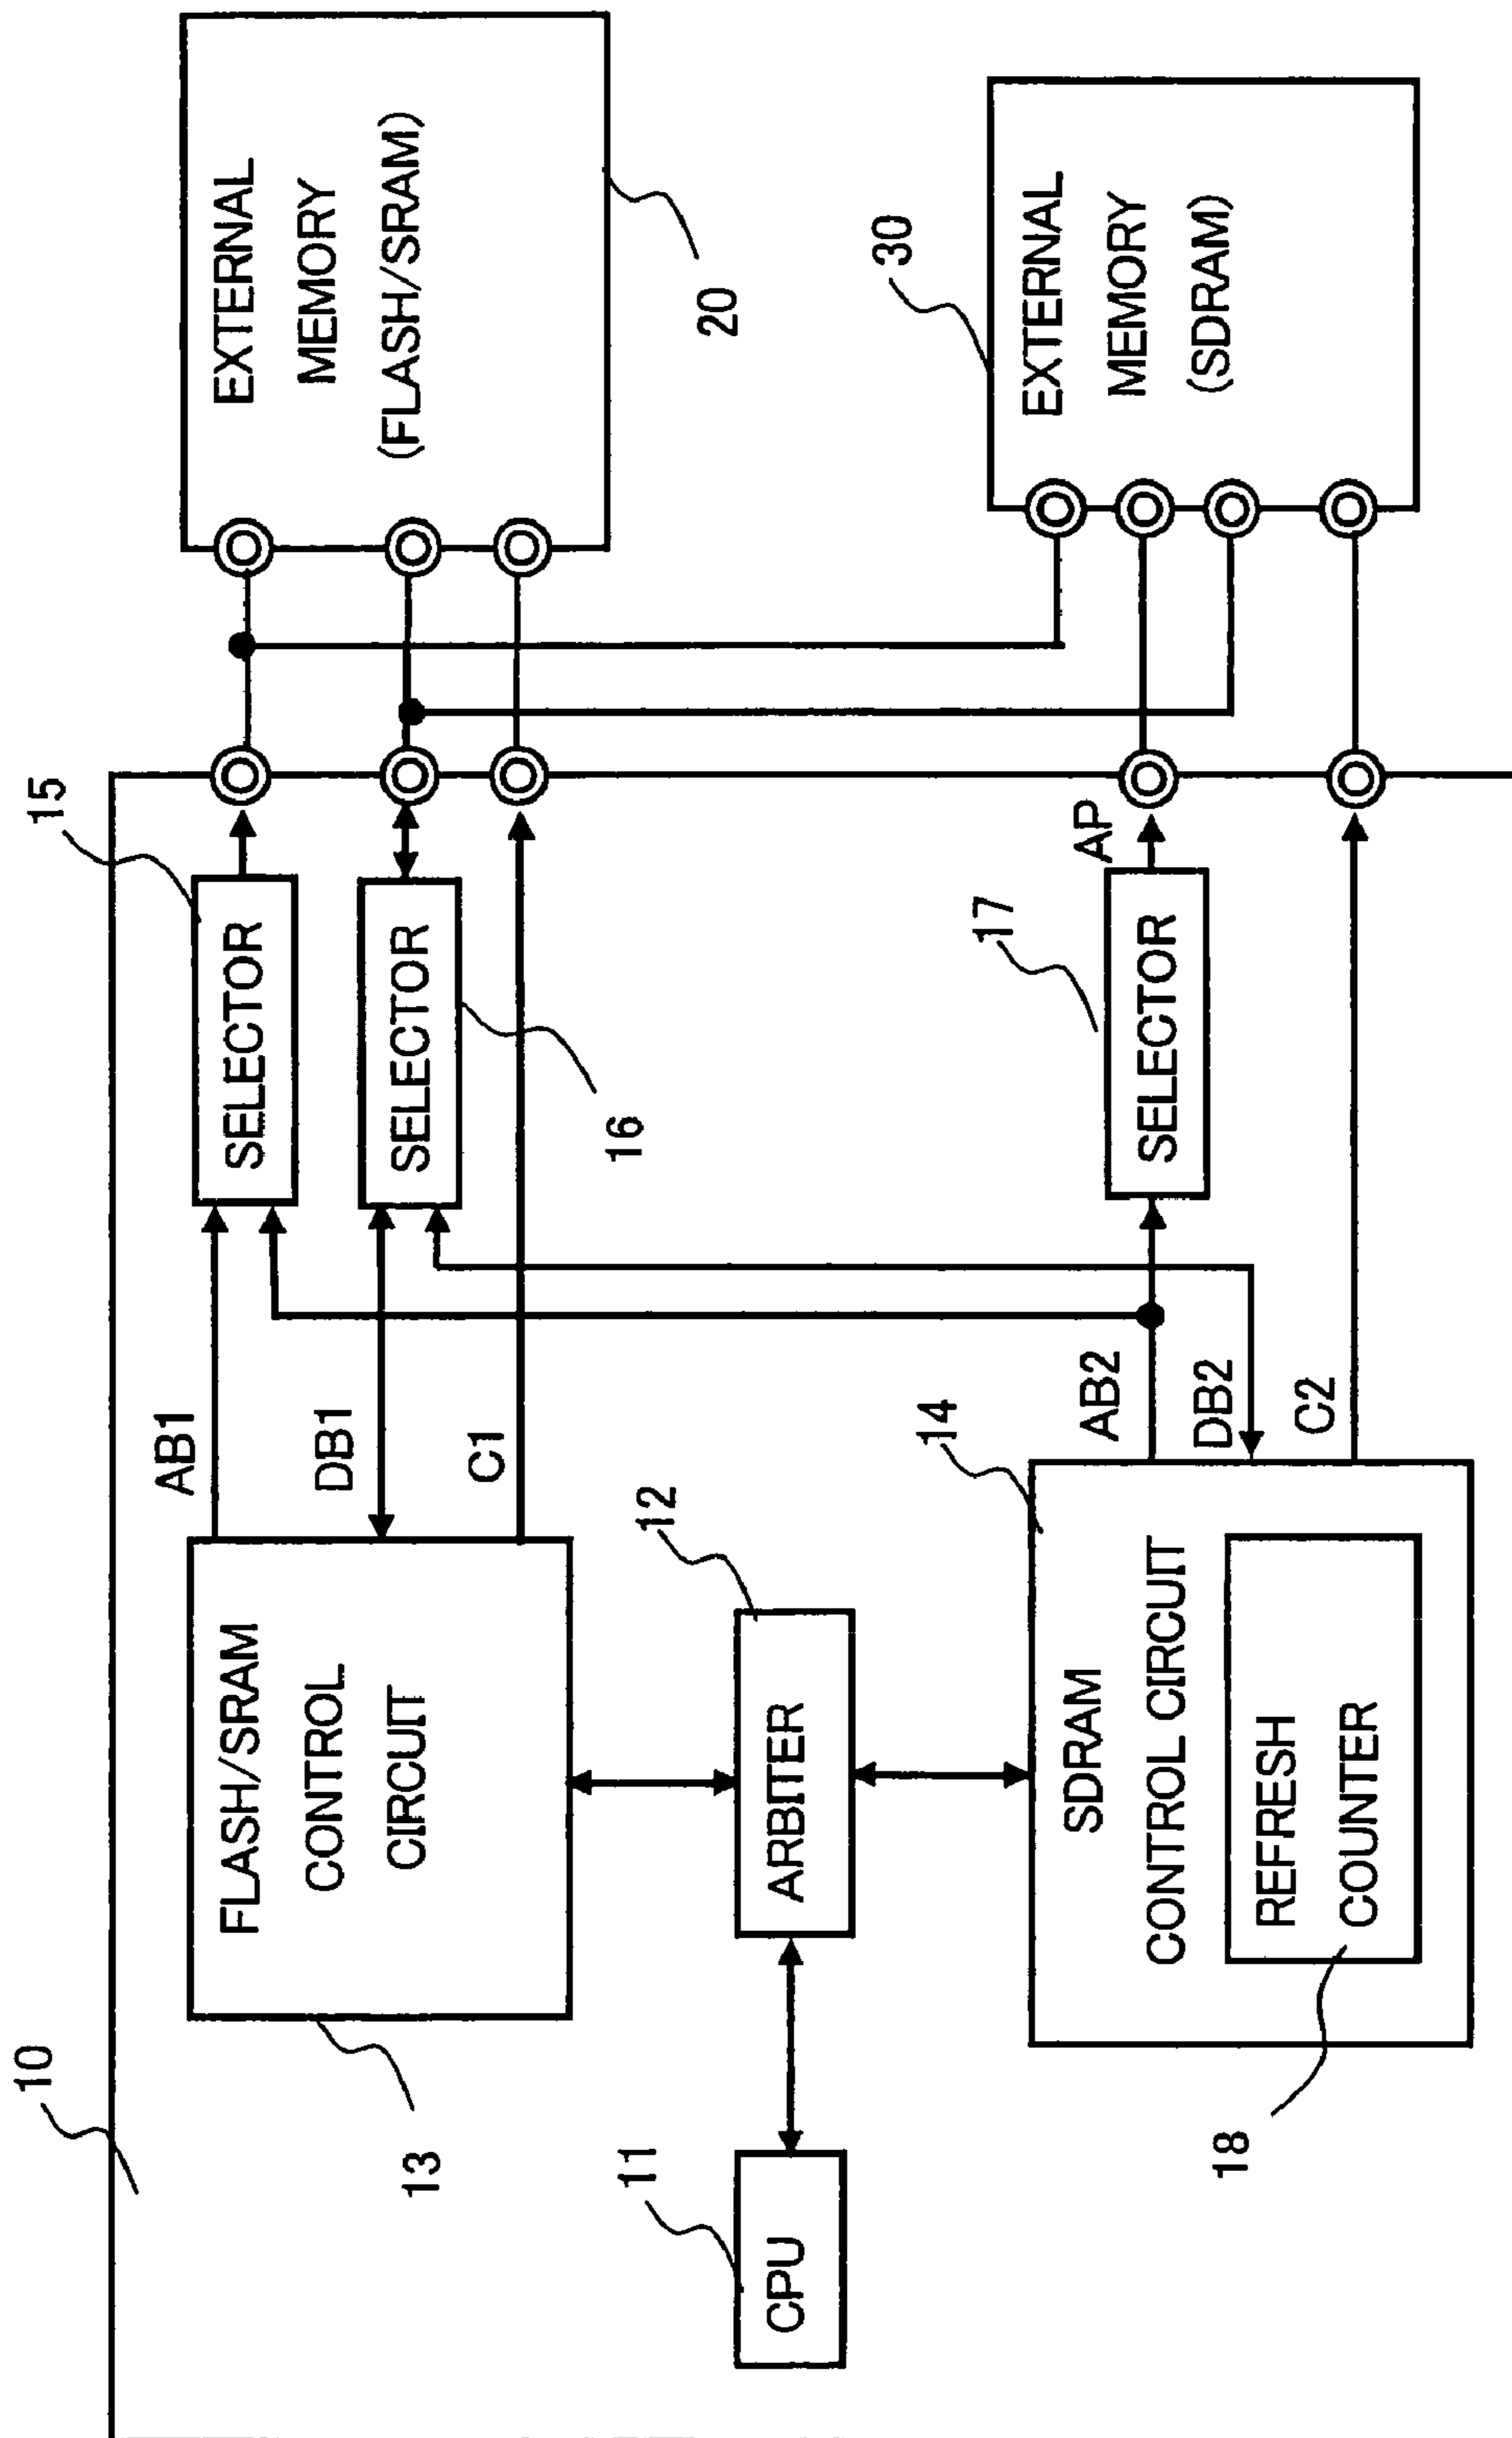 10
13
FLASH/SRAM
CONTROL
CIRCUIT
AB1
DB1
C1
15
SELECTOR
SELECTOR
16
EXTERNAL
MEMORY
(FLASH/SRAM)
20
11
CPU
12
ARBITER
14
SDRAM
CONTROL CIRCUIT
REFRESH
COUNTER
18
AB2
DB2
C2
17
SELECTOR
AP
30
EXTERNAL
MEMORY
(SDRAM)